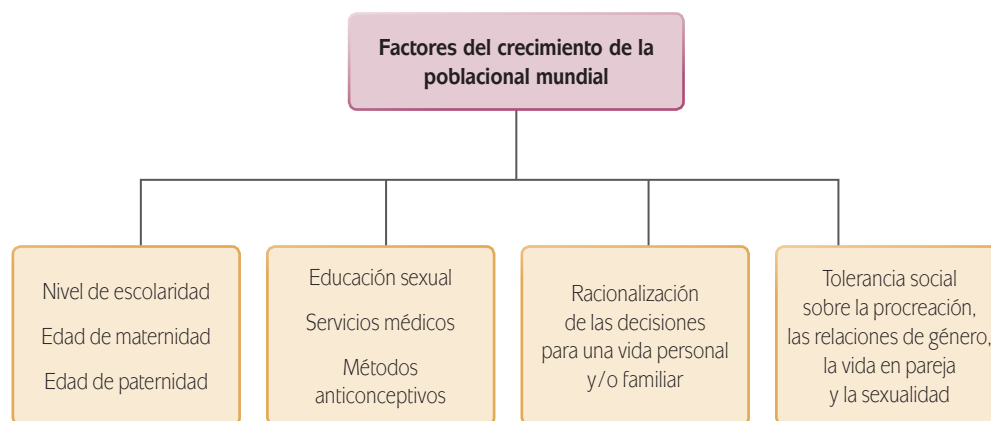 Factores del crecimiento de la
poblacional mundial
Nivel de escolaridad
Edad de maternidad
Edad de paternidad
Educación sexual
Servicios médicos
Métodos
anticonceptivos
Racionalización
de las decisiones
para una vida personal
y/o familiar
Tolerancia social
sobre la procreación,
las relaciones de género,
la vida en pareja
y la sexualidad